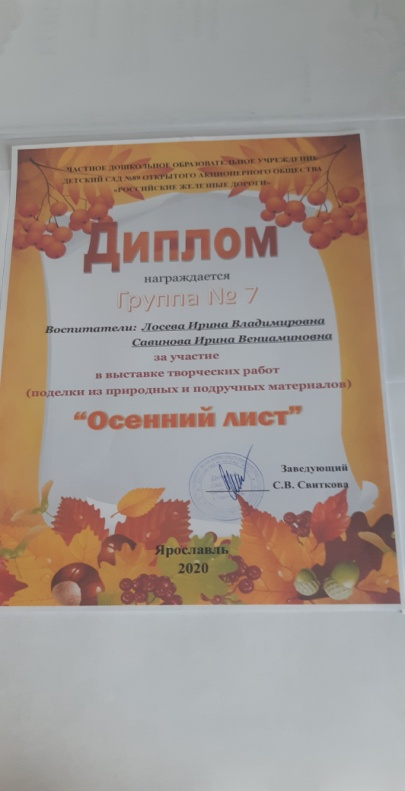 ЧАСТНОЕ ДОШКОЛЬНОЕ ОБРАЗОВАТЕЛЬНОЕ УЧРЕЖДЕНИЕ
ДЕТСКИЙ САД №89 ОТКРЫТОГО АКЦИОНЕРНОГО ОБЩЕСТВА
«РОССИЙСКИЕ ЖЕЛЕЗНЫЕ ДОРОГИ»
Диплом
награждается
Группа № 7
Воспитатели: Лосева Ирина Владимировна
Савинова Ирина Вениаминовна
за участие
в выставке творческих работ
(поделки из природных и подручных материалов)
“Осенний лист”
Заведующий
С.В. Свиткова
Ярославль
2020